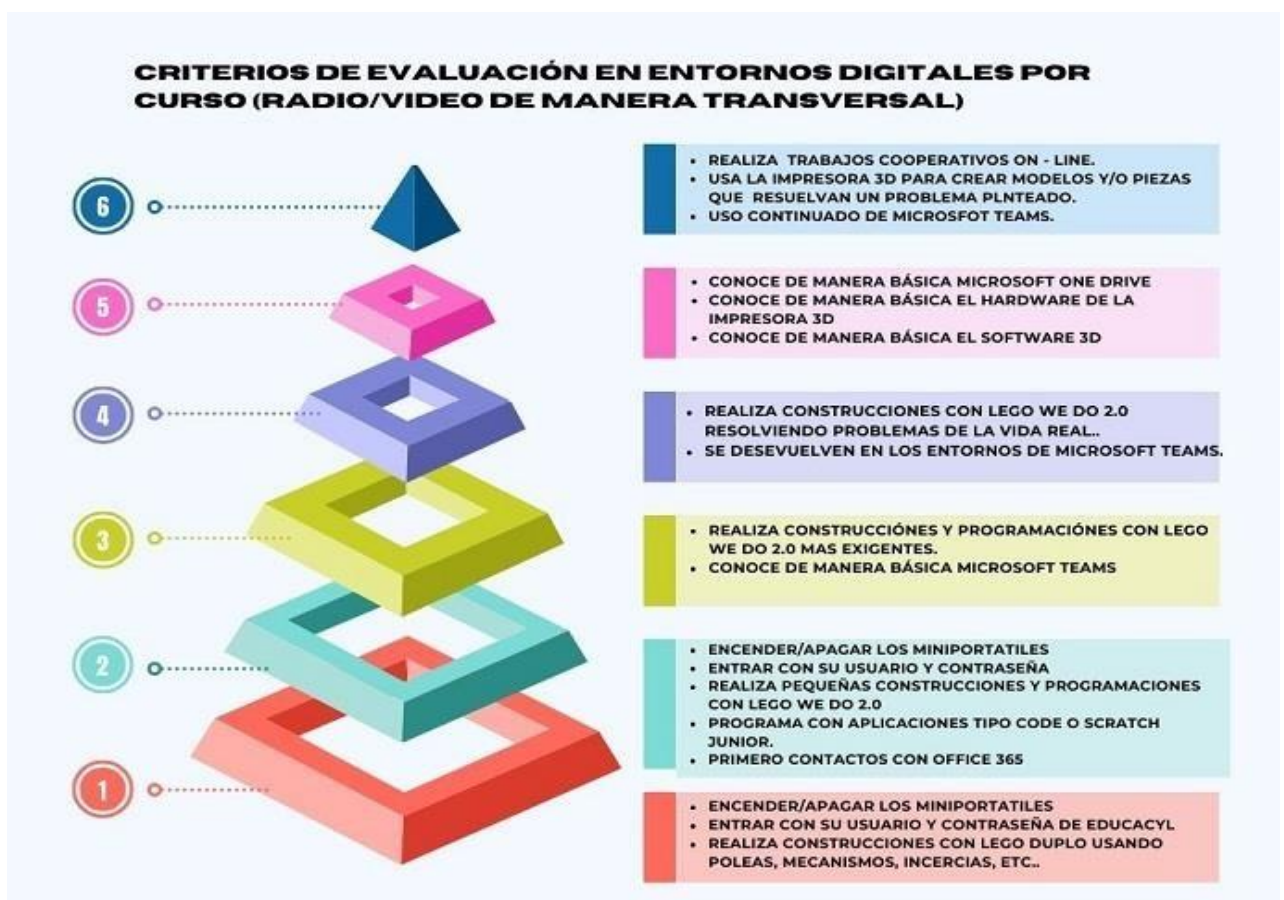 CRITERIOS DE EVALUACIÓN EN ENTORNOS DIGITALES POR
CURSO (RADIO/VIDEO DE MANERA TRANSVERSAL)
6
• REALIZA TRABAJOS COOPERATIVOS ON - LINE.
• USA LA IMPRESORA 3D PARA CREAR MODELOS Y/O PIEZAS
QUE RESUELVAN UN PROBLEMA PLNTEADO.
• USO CONTINUADO DE MICROSFOT TEAMS.
5
• CONOCE DE MANERA BÁSICA MICROSOFT ONE DRIVE
• CONOCE DE MANERA BÁSICA EL HARDWARE DE LA
IMPRESORA 3D
• CONOCE DE MANERA BÁSICA EL SOFTWARE 3D
4
• REALIZA CONSTRUCCIONES CON LEGO WE DO 2.0
RESOLVIENDO PROBLEMAS DE LA VIDA REAL..
• SE DESEVUELVEN EN LOS ENTORNOS DE MICROSOFT TEAMS.
3
• REALIZA CONSTRUCCIÓNES Y PROGRAMACIÓNES CON LEGO
WE DO 2.0 MAS EXIGENTES.
• CONOCE DE MANERA BÁSICA MICROSOFT TEAMS
2
• ENCENDER/APAGAR LOS MINIPORTATILES
• ENTRAR CON SU USUARIO Y CONTRASEÑA
• REALIZA PEQUEÑAS CONSTRUCCIONES Y PROGRAMACIONES
CON LEGO WE DO 2.0
• PROGRAMA CON APLICACIONES TIPO CODE O SCRATCH
JUNIOR.
• PRIMERO CONTACTOS CON OFFICE 365
1
• ENCENDER/APAGAR LOS MINIPORTATILES
• ENTRAR CON SU USUARIO Y CONTRASEÑA DE EDUCACYL
• REALIZA CONSTRUCCIONES CON LEGO DUPLO USANDO
POLEAS, MECANISMOS, INCERCIAS, ETC..